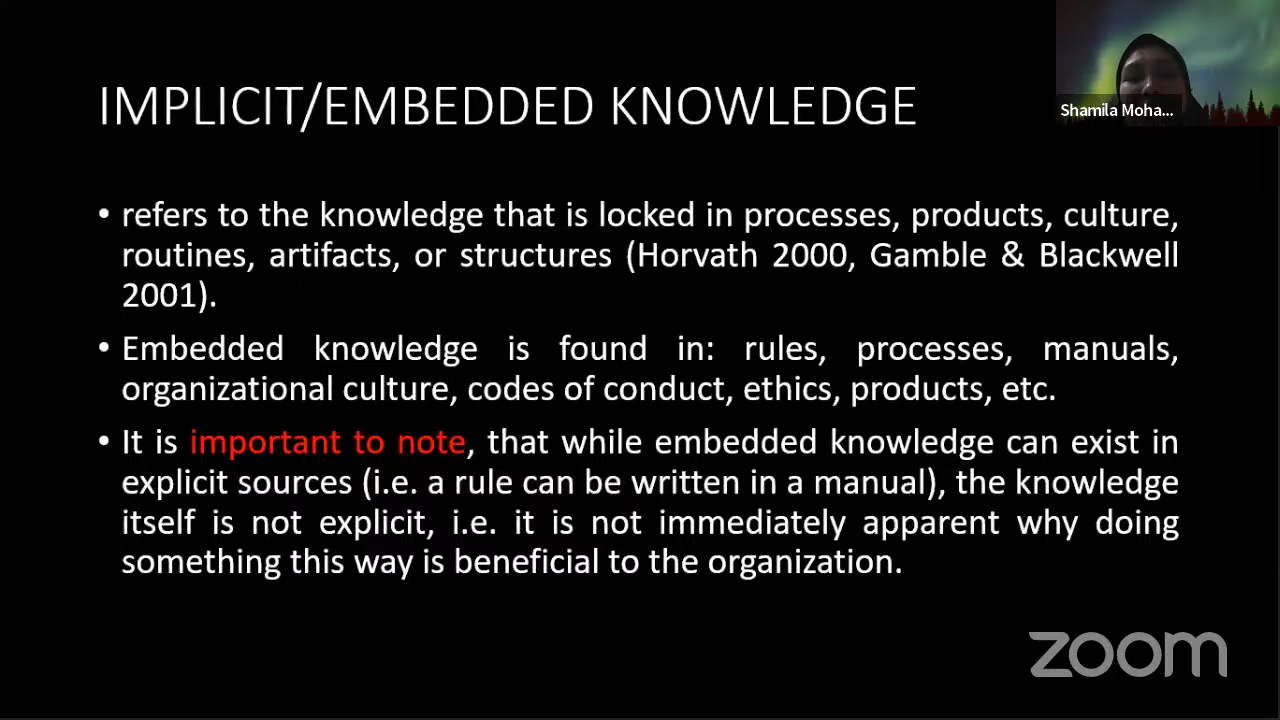 IMPLICIT/EMBEDDED KNOWLEDGE
Shamila Moha...
• refers to the knowledge that is locked in processes, products, culture,
routines, artifacts, or structures (Horvath 2000, Gamble & Blackwell
2001).
• Embedded knowledge is found in: rules, processes, manuals,
organizational culture, codes of conduct, ethics, products, etc.
• It is important to note, that while embedded knowledge can exist in
explicit sources (i.e. a rule can be written in a manual), the knowledge
itself is not explicit, i.e. it is not immediately apparent why doing
something this way is beneficial to the organization.
zoom